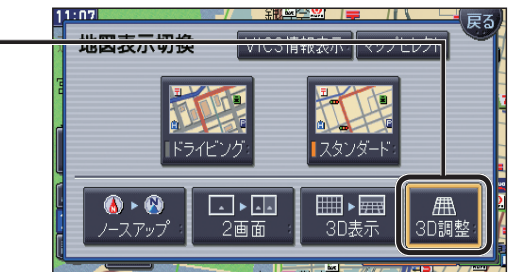 11:07
戻る
地図表示切換
VICS情報表示
マップセレクト
ドライビング
スタンダード
ノースアップ
2画面
3D表示
3D調整